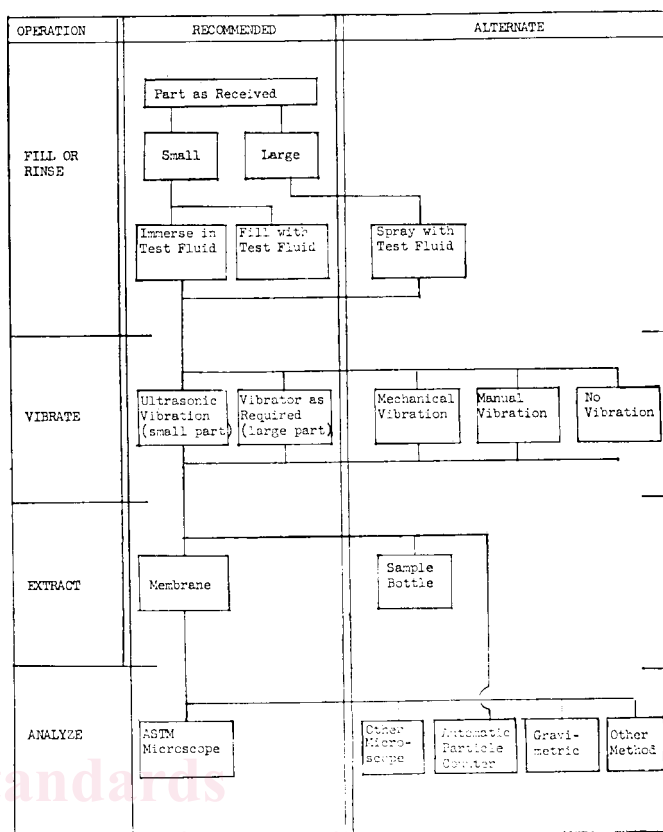 OPERATION RECOMMENDED ALTERNATE
Part as Received
FILL OR
RINSE
Small Large
Immerse in
Test Fluid
Fill with
Test Fluid
Spray with
Test Fluid
VIBRATE
Ultrasonic
Vibration
(small part)
Vibrator as
Required
(large part)
Mechanical
Vibration
Manual
Vibration
No
Vibration
EXTRACT
Membrane
Sample
Bottle
ANALYZE
ASTM
Microscope
Other
Micro-
scope
Automatic
Particle
Counter
Gravi-
metric
Other
Method
andards